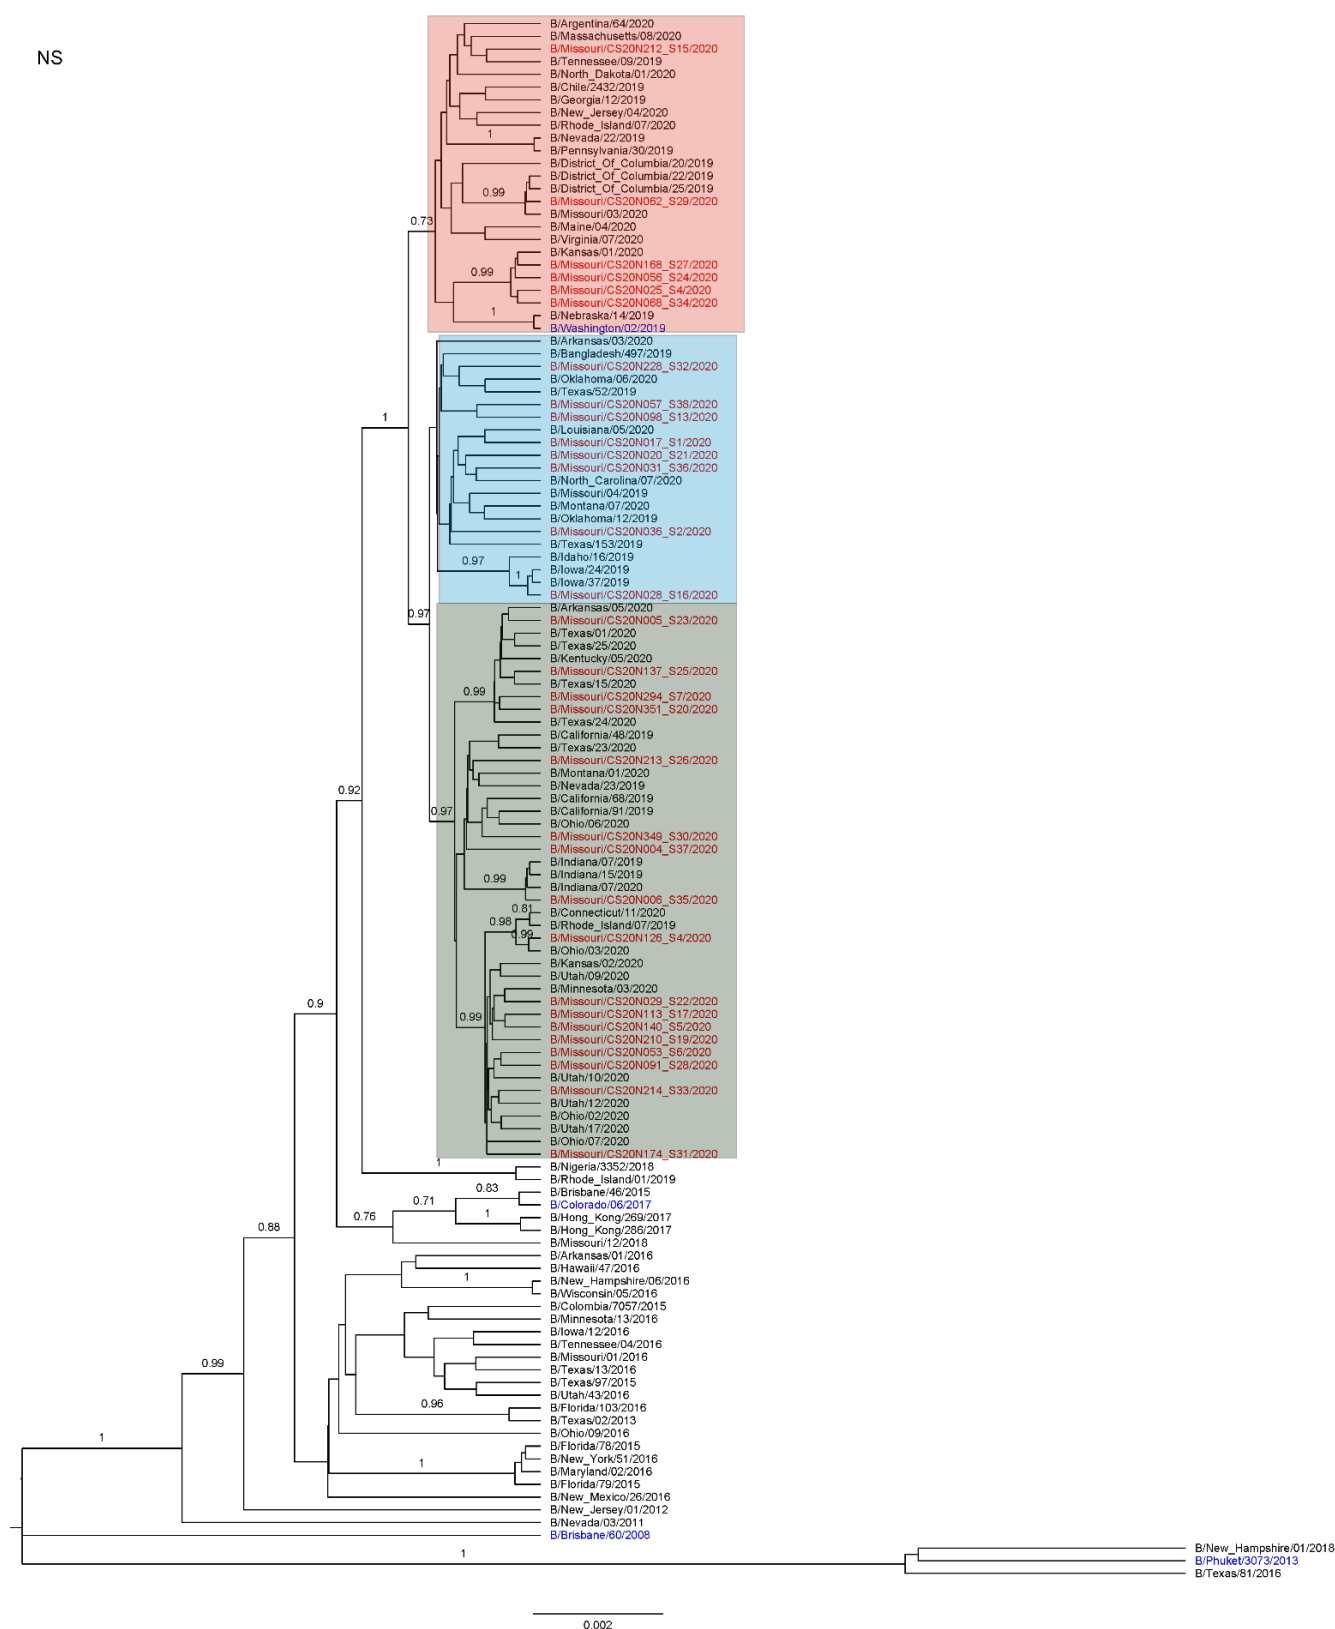 NS
B/Argentina/64/2020
B/Massachusetts/08/2020
B/Missouri/CS20N212_S15/2020
B/Tennessee/09/2019
B/North_Dakota/01/2020
B/Chile/2432/2019
B/Georgia/12/2019
B/New_Jersey/04/2020
B/Rhode_Island/07/2020
1
B/Nevada/22/2019
B/Pennsylvania/30/2019
B/District_Of_Columbia/20/2019
B/District_Of_Columbia/22/2019
B/District_Of_Columbia/25/2019
0.99
B/Missouri/CS20N062_S29/2020
B/Missouri/03/2020
0.73
B/Maine/04/2020
B/Virginia/07/2020
B/Kansas/01/2020
B/Missouri/CS20N168_S27/2020
0.99
B/Missouri/CS20N056_S24/2020
B/Missouri/CS20N025_S4/2020
B/Missouri/CS20N068_S34/2020
1
B/Nebraska/14/2019
B/Washington/02/2019
B/Arkansas/03/2020
B/Bangladesh/497/2019
B/Missouri/CS20N228_S32/2020
B/Oklahoma/06/2020
B/Texas/52/2019
B/Missouri/CS20N057_S38/2020
B/Missouri/CS20N098_S13/2020
1
B/Louisiana/05/2020
B/Missouri/CS20N017_S1/2020
B/Missouri/CS20N020_S21/2020
B/Missouri/CS20N031_S36/2020
B/North_Carolina/07/2020
B/Missouri/04/2019
B/Montana/07/2020
B/Oklahoma/12/2019
B/Missouri/CS20N036_S2/2020
B/Texas/153/2019
0.97
B/Idaho/16/2019
B/Iowa/24/2019
1
B/Iowa/37/2019
B/Missouri/CS20N028_S16/2020
B/Arkansas/05/2020
0.97
B/Missouri/CS20N005_S23/2020
B/Texas/01/2020
B/Texas/25/2020
B/Kentucky/05/2020
B/Missouri/CS20N137_S25/2020
B/Texas/15/2020
0.99
B/Missouri/CS20N294_S7/2020
B/Missouri/CS20N351_S20/2020
B/Texas/24/2020
B/California/48/2019
B/Texas/23/2020
B/Missouri/CS20N213_S26/2020
B/Montana/01/2020
B/Nevada/23/2019
0.92
B/California/68/2019
0.97
B/California/91/2019
B/Ohio/06/2020
B/Missouri/CS20N349_S30/2020
B/Missouri/CS20N004_S37/2020
B/Indiana/07/2019
B/Indiana/15/2019
0.99
B/Indiana/07/2020
B/Missouri/CS20N006_S35/2020
0.81
B/Connecticut/11/2020
0.98
B/Rhode_Island/07/2019
0.99
B/Missouri/CS20N126_S4/2020
B/Ohio/03/2020
B/Kansas/02/2020
B/Utah/09/2020
B/Minnesota/03/2020
0.9
B/Missouri/CS20N029_S22/2020
0.99
B/Missouri/CS20N113_S17/2020
B/Missouri/CS20N140_S5/2020
B/Missouri/CS20N210_S19/2020
B/Missouri/CS20N053_S6/2020
B/Missouri/CS20N091_S28/2020
B/Utah/10/2020
B/Missouri/CS20N214_S33/2020
B/Utah/12/2020
B/Ohio/02/2020
B/Utah/17/2020
B/Ohio/07/2020
B/Missouri/CS20N174_S31/2020
1
B/Nigeria/3352/2018
B/Rhode_Island/01/2019
0.83
B/Brisbane/46/2015
0.71
B/Colorado/06/2017
1
B/Hong_Kong/269/2017
0.76
B/Hong_Kong/286/2017
0.88
B/Missouri/12/2018
B/Arkansas/01/2016
B/Hawaii/47/2016
1
B/New_Hampshire/06/2016
B/Wisconsin/05/2016
B/Colombia/7057/2015
B/Minnesota/13/2016
B/Iowa/12/2016
B/Tennessee/04/2016
B/Missouri/01/2016
0.99
B/Texas/13/2016
B/Texas/97/2015
B/Utah/43/2016
0.96
B/Florida/103/2016
B/Texas/02/2013
B/Ohio/09/2016
1
B/Florida/78/2015
B/New_York/51/2016
1
B/Maryland/02/2016
B/Florida/79/2015
B/New_Mexico/26/2016
B/New_Jersey/01/2012
B/Nevada/03/2011
B/Brisbane/60/2008
B/New_Hampshire/01/2018
1
B/Phuket/3073/2013
B/Texas/81/2016
0.002